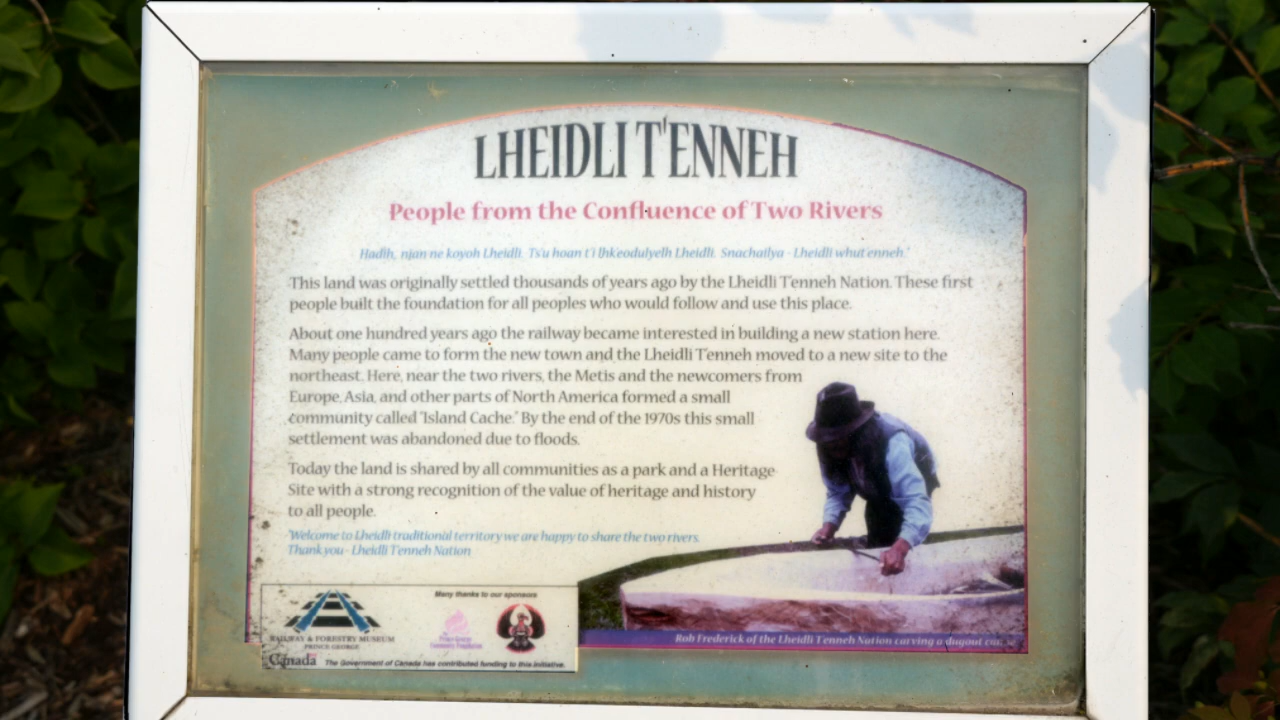 LHEIDLI T'ENNEH
People from the Confluence of Two Rivers
Hadih, njan ne koyoh Lheidli. Ts'u hoan t'i lhk'eodulyelh Lheidli. Snachailya - Lheidli whut'enneh."
This land was originally settled thousands of years ago by the Lheidli T'enneh Nation. These first
people built the foundation for all peoples who would follow and use this place.
About one hundred years ago the railway became interested in building a new station here.
Many people came to form the new town and the Lheidli T'enneh moved to a new site to the
northeast. Here, near the two rivers, the Metis and the newcomers from
Europe, Asia, and other parts of North America formed a small
community called "Island Cache." By the end of the 1970s this small
settlement was abandoned due to floods.
Today the land is shared by all communities as a park and a Heritage
Site with a strong recognition of the value of heritage and history
to all people.
"Welcome to Lheidli traditional territory we are happy to share the two rivers.
Thank you - Lheidli T'enneh Nation
Many thanks to our sponsors
RAILWAY & FORESTRY MUSEUM
PRINCE GEORGE
Prince George
Community Foundation
Canada
The Government of Canada has contributed funding to this initiative.
Rob Frederick of the Lheidli T'enneh Nation carving a dugout canoe